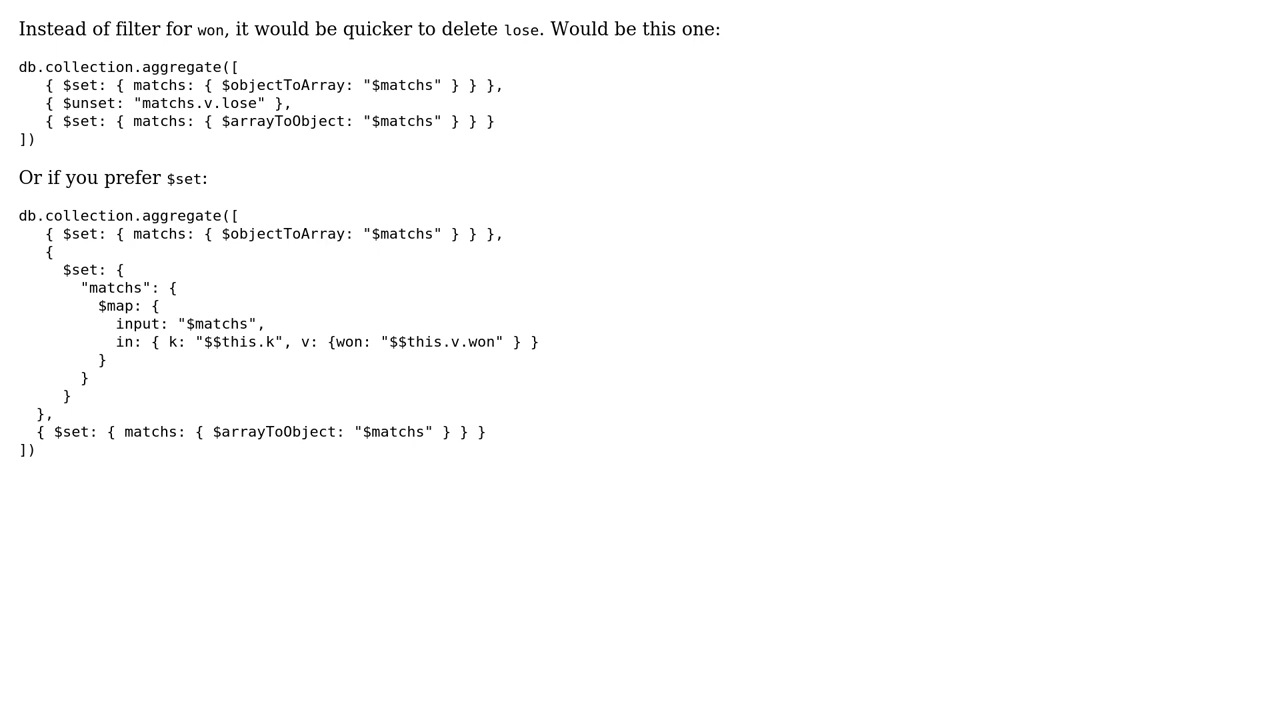 Instead of filter for won, it would be quicker to delete lose. Would be this one:
db.collection.aggregate([
   { $set: { matchs: { $objectToArray: "$matchs" } } },
   { $unset: "matchs.v.lose" },
   { $set: { matchs: { $arrayToObject: "$matchs" } } }
])
Or if you prefer $set:
db.collection.aggregate([
   { $set: { matchs: { $objectToArray: "$matchs" } } },
   {
     $set: {
       "matchs": {
         $map: {
           input: "$matchs",
           in: { k: "$$this.k", v: {won: "$$this.v.won" } }
         }
       }
     }
  },
  { $set: { matchs: { $arrayToObject: "$matchs" } } }
])